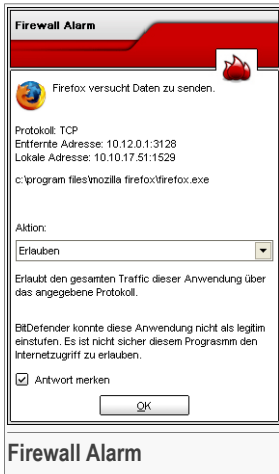 Firewall Alarm
Firefox versucht Daten zu senden.
Protokoll: TCP
Entfernte Adresse: 10.12.0.1:3128
Lokale Adresse: 10.10.17.51:1529
c:\program files\mozilla firefox\firefox.exe
Aktion:
Erlauben
Erlaubt den gesamten Traffic dieser Anwendung über
das angegebene Protokoll.
BitDefender konnte diese Anwendung nicht als legitim
einstufen. Es ist nicht sicher diesem Prograsmm den
Internetzugriff zu erlauben.
Antwort merken
OK
Firewall Alarm